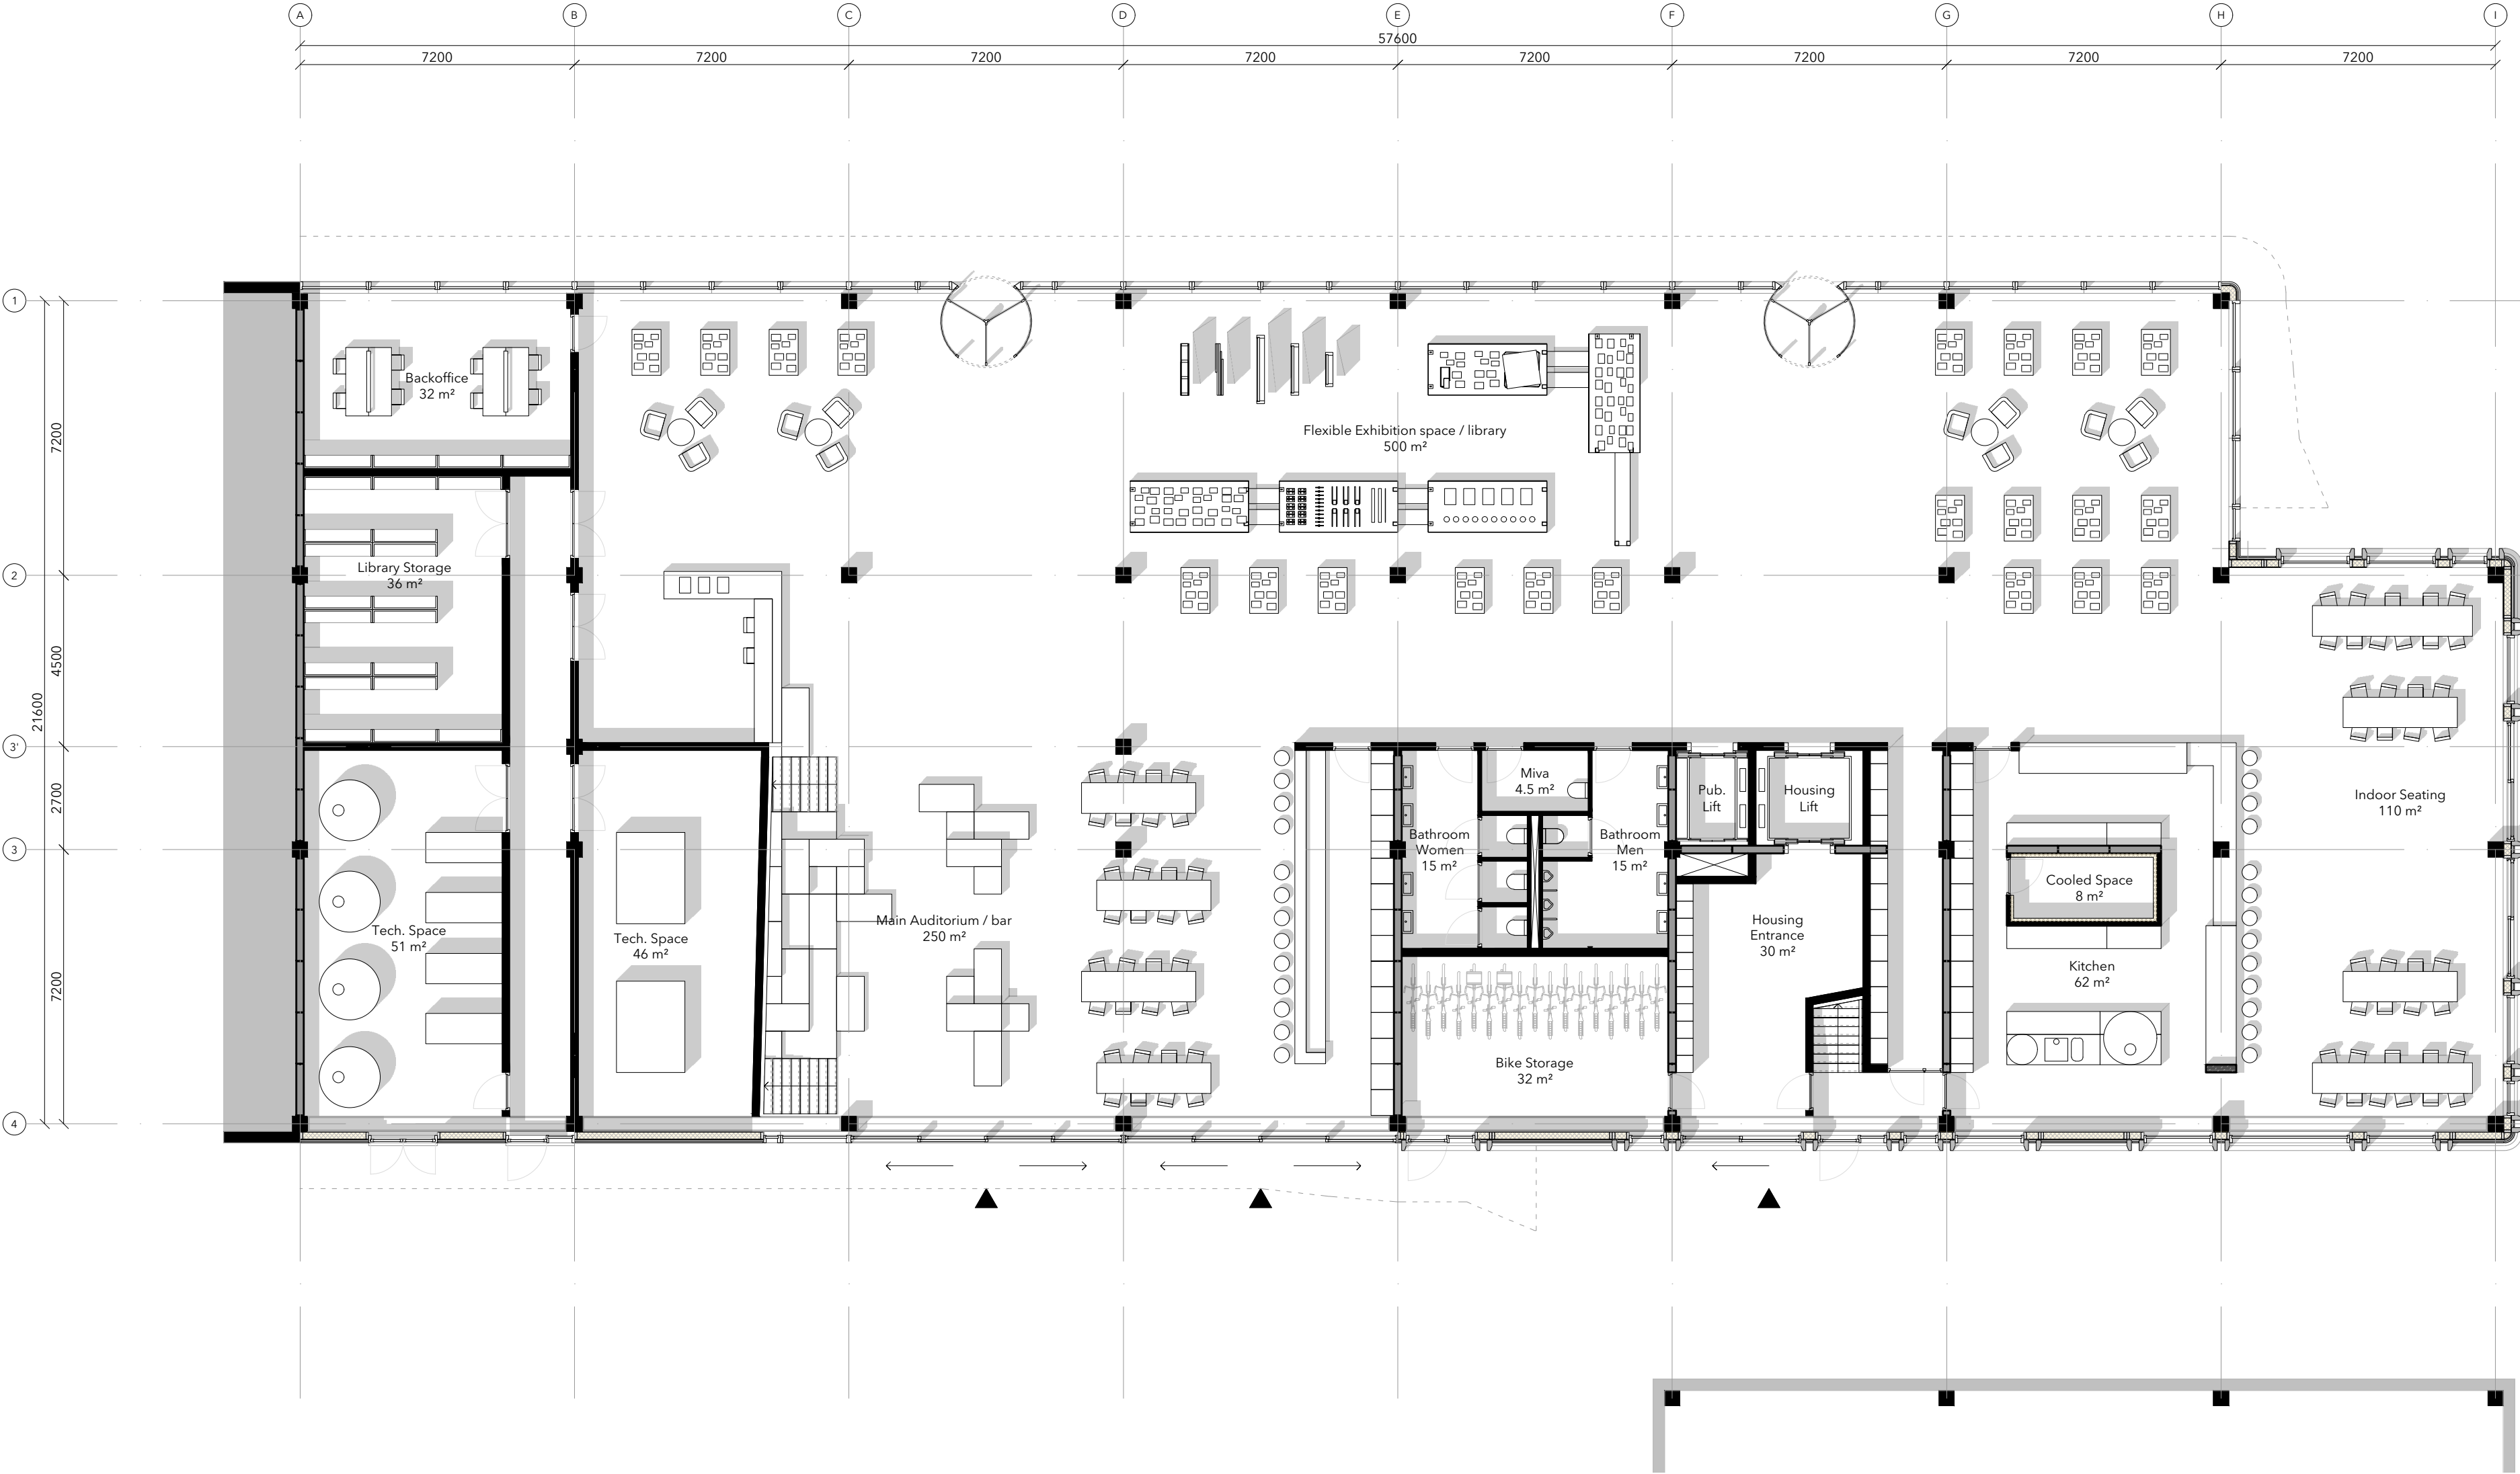 A B C D E F G H I
57600
7200 7200 7200 7200 7200 7200 7200 7200
1
Backoffice
32 m²
7200
Flexible Exhibition space / library
500 m²
2
Library Storage
36 m²
4500
21600
3'
2700
Miva
4.5 m²
Pub.
Lift
Housing
Lift
Indoor Seating
110 m²
3
Bathroom
Women
15 m²
Bathroom
Men
15 m²
Cooled Space
8 m²
Tech. Space
51 m²
Tech. Space
46 m²
Main Auditorium / bar
250 m²
Housing
Entrance
30 m²
Kitchen
62 m²
7200
Bike Storage
32 m²
4